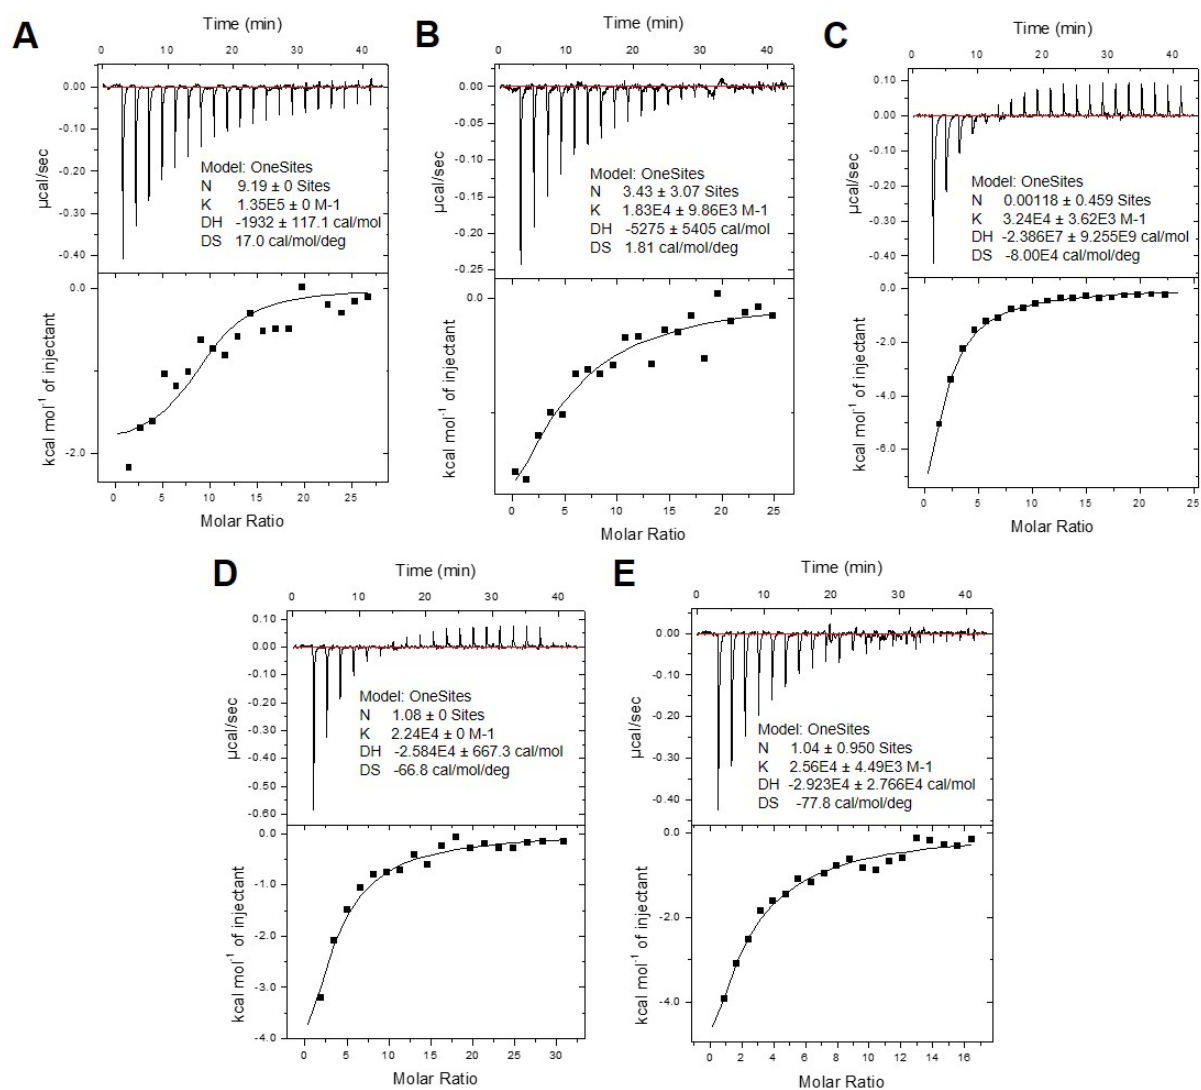 A
Time (min)
0 10 20 30 40
0.00
-0.10
-0.20
-0.30
-0.40
µcal/sec
Model: OneSites
N 9.19 ± 0 Sites
K 1.35E5 ± 0 M-1
DH -1932 ± 117.1 cal/mol
DS 17.0 cal/mol/deg
0.0
-2.0
kcal mol⁻¹ of injectant
0 5 10 15 20 25
Molar Ratio
B
Time (min)
0 10 20 30 40
0.00
-0.05
-0.10
-0.15
-0.20
-0.25
µcal/sec
Model: OneSites
N 3.43 ± 3.07 Sites
K 1.83E4 ± 9.86E3 M-1
DH -5275 ± 5405 cal/mol
DS 1.81 cal/mol/deg
0.0
kcal mol⁻¹ of injectant
0 5 10 15 20 25
Molar Ratio
C
Time (min)
0 10 20 30 40
0.10
0.00
-0.10
-0.20
-0.30
-0.40
µcal/sec
Model: OneSites
N 0.00118 ± 0.459 Sites
K 3.24E4 ± 3.62E3 M-1
DH -2.386E7 ± 9.255E9 cal/mol
DS -8.00E4 cal/mol/deg
0.0
-2.0
-4.0
-6.0
kcal mol⁻¹ of injectant
0 5 10 15 20 25
Molar Ratio
D
Time (min)
0 10 20 30 40
0.10
0.00
-0.10
-0.20
-0.30
-0.40
-0.50
-0.60
µcal/sec
Model: OneSites
N 1.08 ± 0 Sites
K 2.24E4 ± 0 M-1
DH -2.584E4 ± 667.3 cal/mol
DS -66.8 cal/mol/deg
0.0
-1.0
-2.0
-3.0
-4.0
kcal mol⁻¹ of injectant
0 5 10 15 20 25 30
Molar Ratio
E
Time (min)
0 10 20 30 40
0.00
-0.10
-0.20
-0.30
-0.40
µcal/sec
Model: OneSites
N 1.04 ± 0.950 Sites
K 2.56E4 ± 4.49E3 M-1
DH -2.923E4 ± 2.766E4 cal/mol
DS -77.8 cal/mol/deg
0.0
-2.0
-4.0
kcal mol⁻¹ of injectant
0 2 4 6 8 10 12 14 16
Molar Ratio